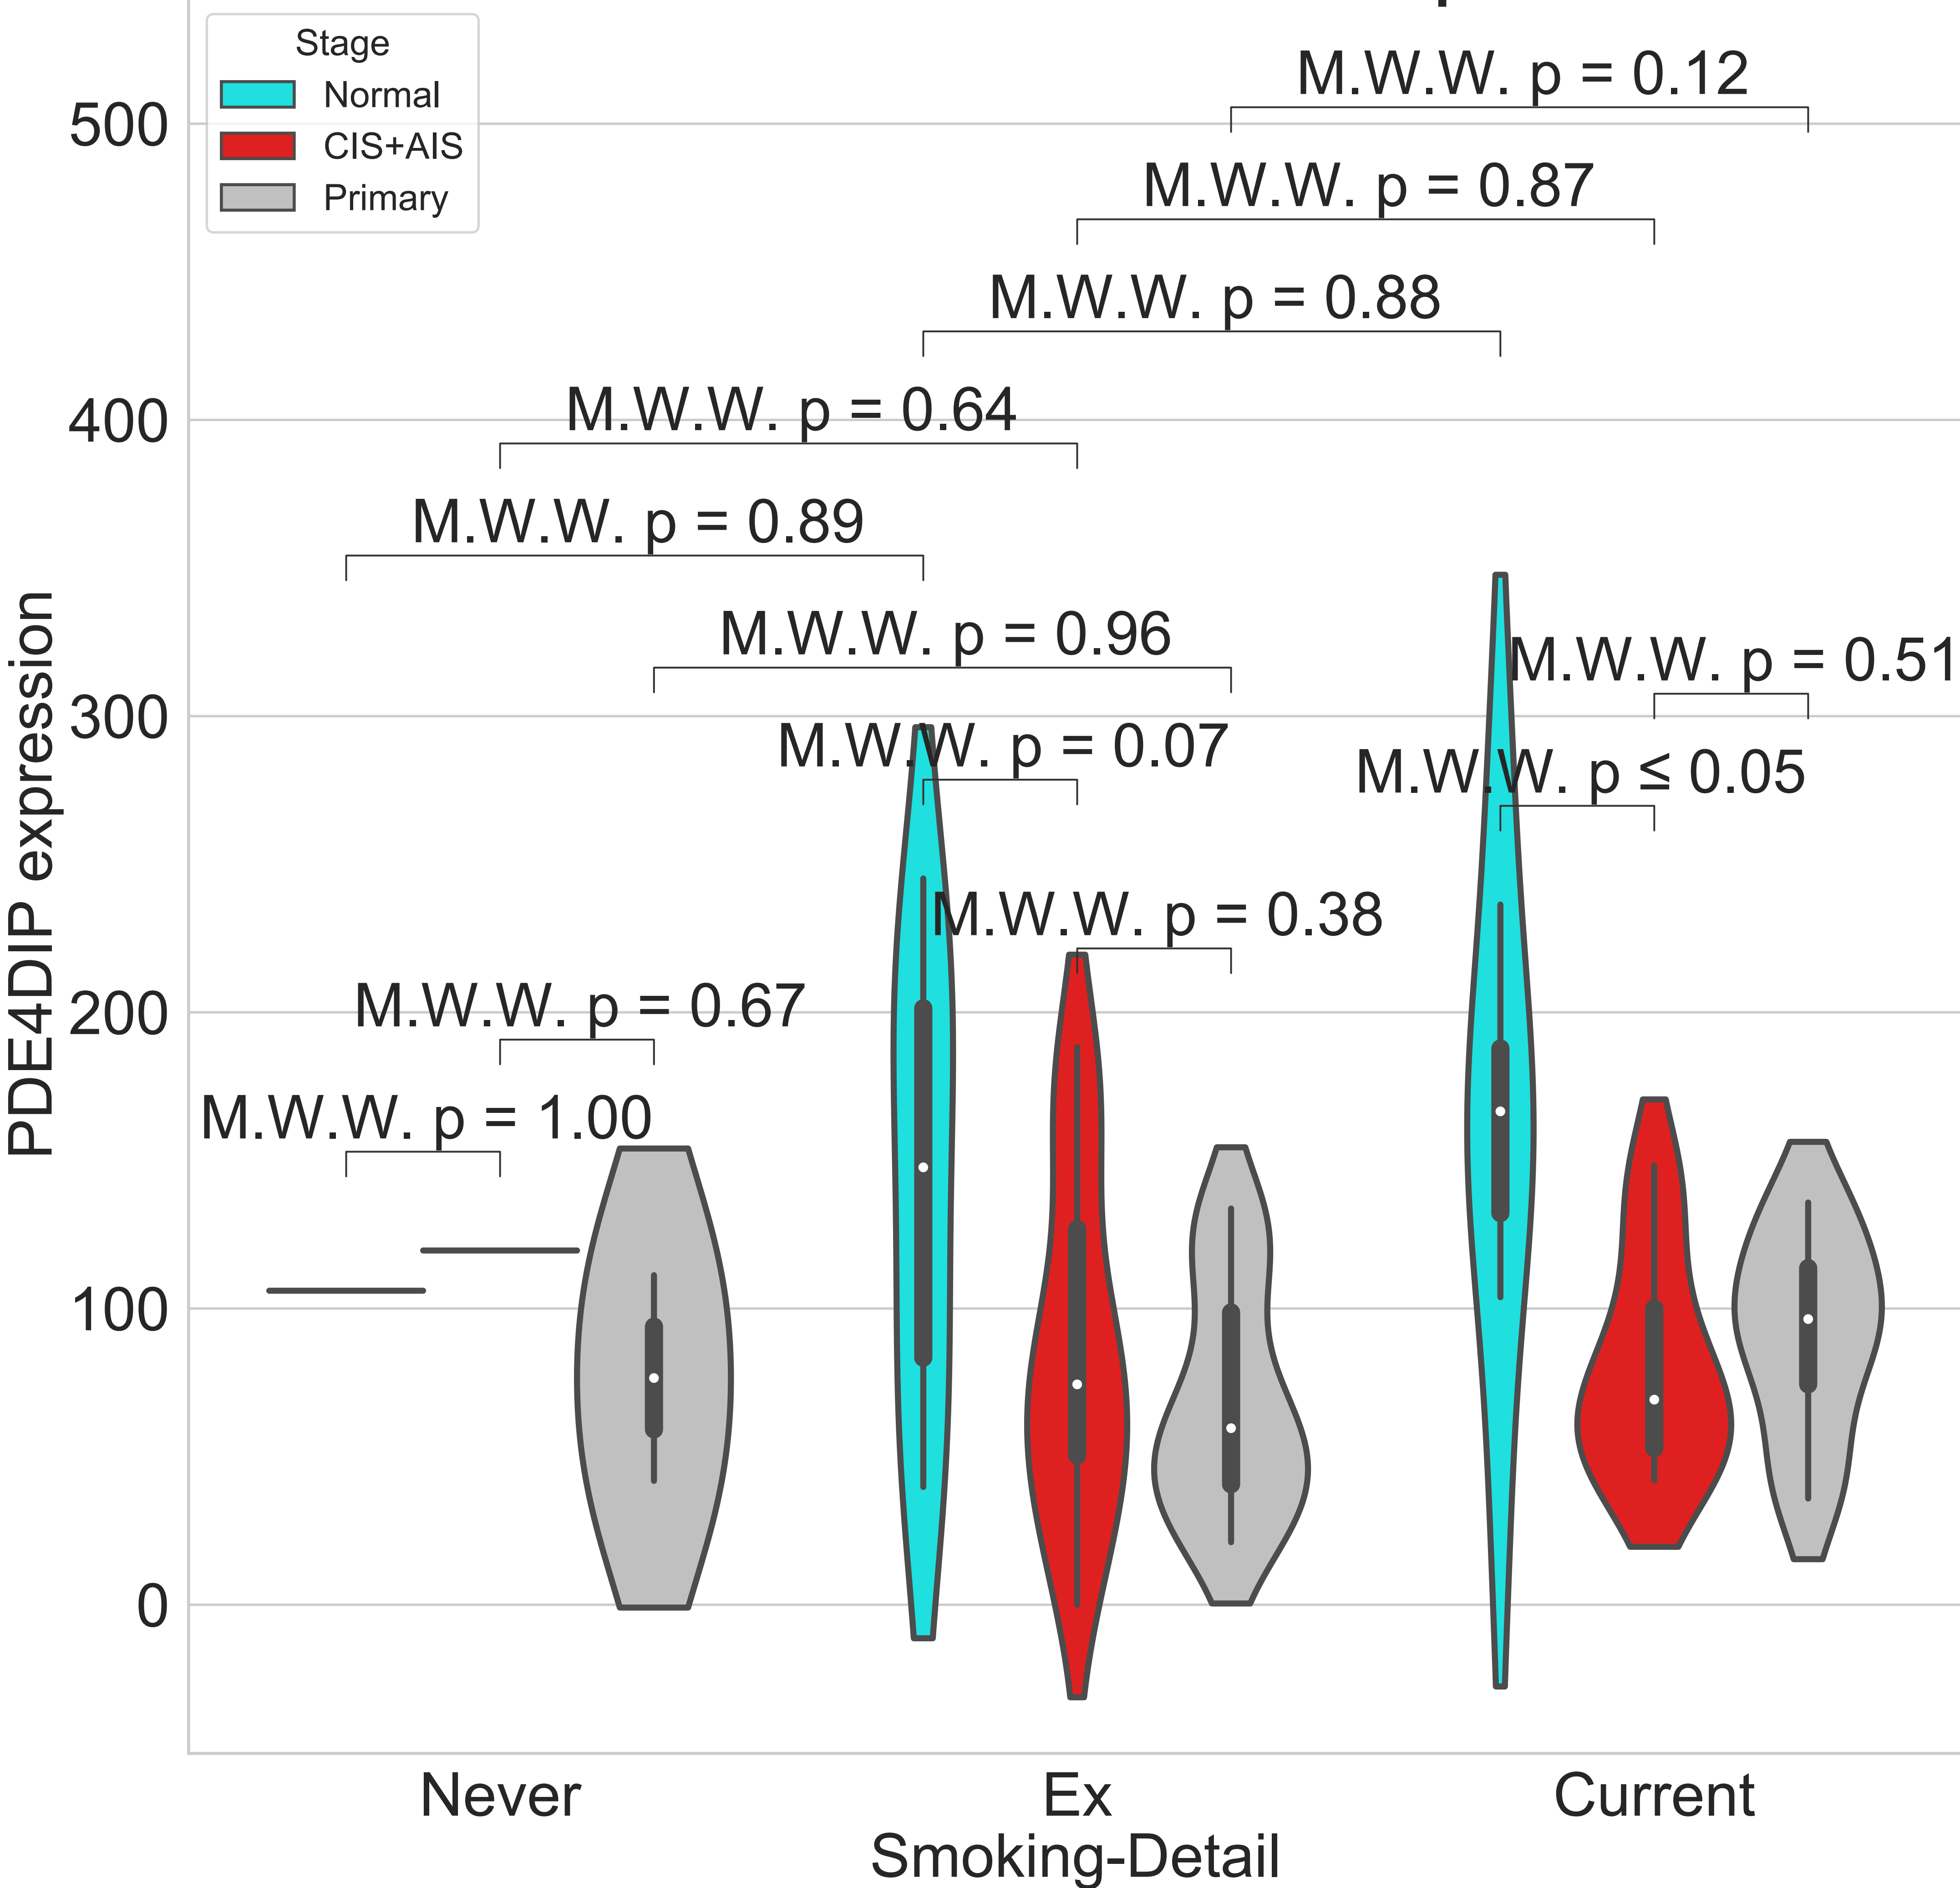 Stage
Normal
CIS+AIS
Primary
M.W.W. p = 0.12
M.W.W. p = 0.87
M.W.W. p = 0.88
M.W.W. p = 0.64
M.W.W. p = 0.89
M.W.W. p = 0.96
M.W.W. p = 0.51
M.W.W. p = 0.07
M.W.W. p ≤ 0.05
M.W.W. p = 0.38
M.W.W. p = 0.67
M.W.W. p = 1.00
500
400
300
200
100
0
PDE4DIP expression
Never
Ex
Current
Smoking-Detail